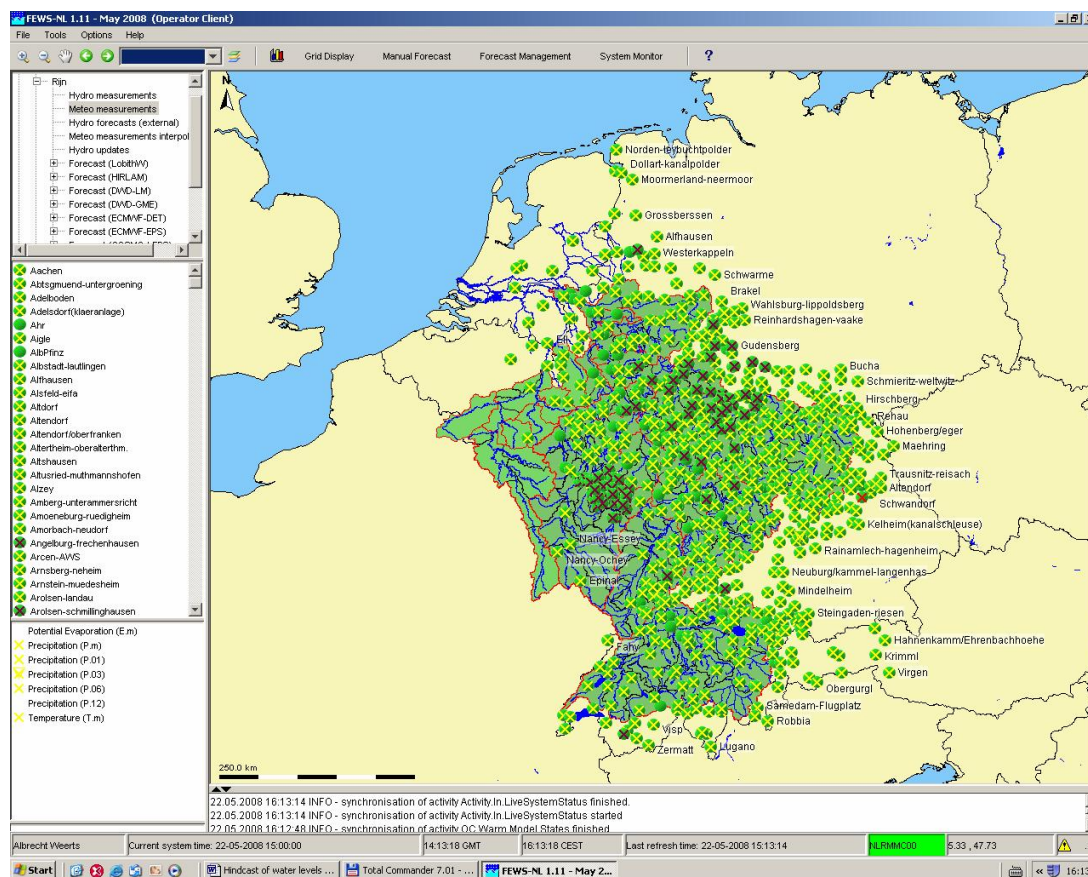 FEWS-NL 1.11 - May 2008 (Operator Client)
File Tools Options Help
Grid Display Manual Forecast Forecast Management System Monitor ?
Rijn
Hydro measurements
Meteo measurements
Hydro forecasts (external)
Meteo measurements interpol
Hydro updates
Forecast (LobithW)
Forecast (HIRLAM)
Forecast (DWD-LM)
Forecast (DWD-GME)
Forecast (ECMWF-DET)
Forecast (ECMWF-EPS)
Aachen
Abtsgmuend-untergroening
Adelboden
Adelsdorf(klaeranlage)
Ahr
Aigle
AlbPfinz
Albstadt-lautlingen
Alfhausen
Alsfeld-eifa
Altdorf
Altendorf
Altendorf/oberfranken
Altertheim-oberalterthm.
Altshausen
Altusried-muthmannshofen
Alzey
Amberg-unterammersricht
Amoeneburg-ruedigheim
Amorbach-neudorf
Angelburg-frechenhausen
Arcen-AWS
Arnsberg-neheim
Arnstein-muedesheim
Arolsen-landau
Arolsen-schmillinghausen
Potential Evaporation (E.m)
Precipitation (P.m)
Precipitation (P.01)
Precipitation (P.03)
Precipitation (P.06)
Precipitation (P.12)
Temperature (T.m)
N
Norden-leybuchtpolder
Dollart-kanalpolder
Moormerland-neermoor
Grossberssen
Alfhausen
Westerkappeln
Schwarme
Brakel
Wahlsburg-lippoldsberg
Reinhardshagen-vaake
Ell
Gudensberg
Bucha
Schmieritz-weltwitz
Hirschberg
Rehau
Hohenberg/eger
Maehring
Trausnitz-reisach
Altendorf
Schwandorf
Kelheim(kanalschleuse)
Nancy-Essey
Rainamlech-hagenheim
Nancy-Ochey
Neuburg/kammel-langenhas
Epinal
Mindelheim
Steingaden-riesen
Hahnenkamm/Ehrenbachhoehe
Fahy
Krimml
Virgen
Obergurgl
Samedam-Flugplatz
Robbia
Visp
Zermatt
Lugano
250.0 km
22.05.2008 16:13:14 INFO - synchronisation of activity Activity.In.LiveSystemStatus finished.
22.05.2008 16:13:14 INFO - synchronisation of activity Activity.In.LiveSystemStatus started
22.05.2008 16:12:48 INFO - synchronisation of activity OC Warm Model States finished
Albrecht Weerts Current system time: 22-05-2008 15:00:00 14:13:18 GMT 16:13:18 CEST Last refresh time: 22-05-2008 15:13:14 NLRMMC00 5.33 , 47.73
Start Hindcast of water levels ... Total Commander 7.01 - ... FEWS-NL 1.11 - May 2... 16:13